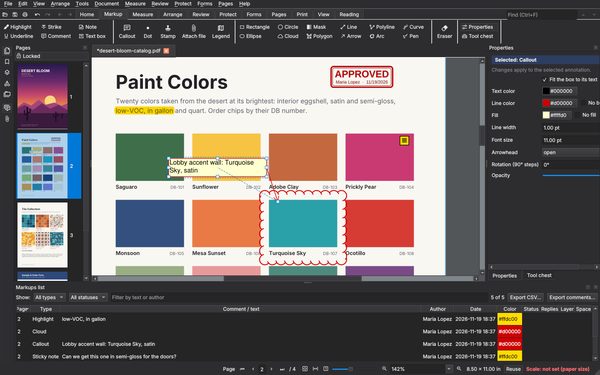 File Edit View Arrange Tools Document Review Protect Forms Pages Help
Home Markup Arrange Insert Review Protect Forms Pages Print Reading
Find (Ctrl+F)
Highlight Strike Note Callout Dot Stamp Sticky note Rectangle Circle Magnifier Line Polyline Curve Eraser Properties
Underline Comment Text box Ellipse Cloud Polygon Arrow Arc Pen Tool chest
Pages
Locked
*desert-bloom-catalog.pdf
DESERT BLOOM
1
2
3
Paint Colors
APPROVED
Maria Lopez 11/19/2026
Twenty colors taken from the desert at its brightest: interior eggshell, satin and semi-gloss,
low-VOC, in gallon and quart. Order chips by their DB number.
Lobby accent wall: Turquoise
Sky, satin
Saguaro DB-101 Sunflower DB-102 Adobe Clay DB-103 Prickly Pear DB-104
Monsoon DB-105 Mesa Sunset DB-106 Turquoise Sky DB-107 Ocotillo DB-108
Properties
Selected: Callout
Changes apply to the selected annotation.
Fit the box to its text
Text color #000000
Line color #d00000 No
Fill #ffffd0 No fill
Line width 1.00 pt
Font size 11.00 pt
Arrowhead open
Rotation (90° steps) 0°
Opacity
Properties Tool chest
Markups list
Show: All types All statuses Filter by text or author 5 of 5 Export CSV... Export comments...
Page Type Comment / text Author Date Color Status Replies Layer Space
2 Highlight low-VOC, in gallon Maria Lopez 2026-11-19 18:37 #ffdc00
2 Cloud Maria Lopez 2026-11-19 18:37 #d00000
2 Callout Lobby accent wall: Turquoise Sky, satin Maria Lopez 2026-11-19 18:37 #d00000
2 Sticky note Can we get this one in semi-gloss for the doors? Maria Lopez 2026-11-19 18:37 #ffdc00
Page 2 / 4 142% 8.50 × 11.00 in Reuse Scale: not set (paper size)